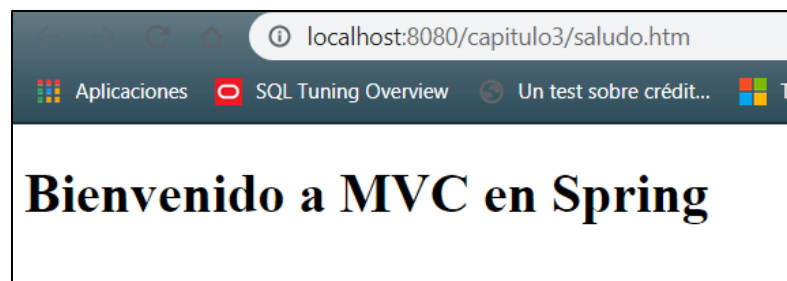 localhost:8080/capitulo3/saludo.htm
Aplicaciones SQL Tuning Overview Un test sobre crédit... T
Bienvenido a MVC en Spring